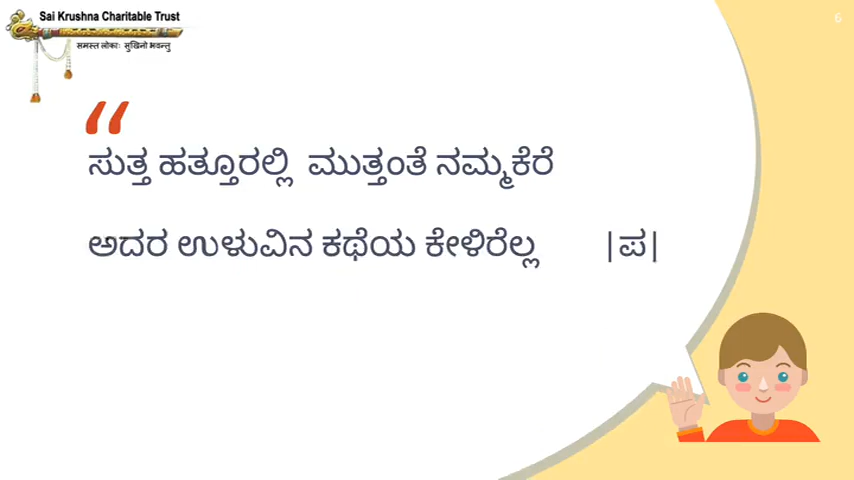 Sai Krushna Charitable Trust
समस्त लोकाः सुखिनो भवन्तु
6
“
ಸುತ್ತ ಹತ್ತೂರಲ್ಲಿ ಮುತ್ತಂತೆ ನಮ್ಮಕೆರೆ
ಅದರ ಉಳುವಿನ ಕಥೆಯ ಕೇಳಿರೆಲ್ಲ |ಪ|